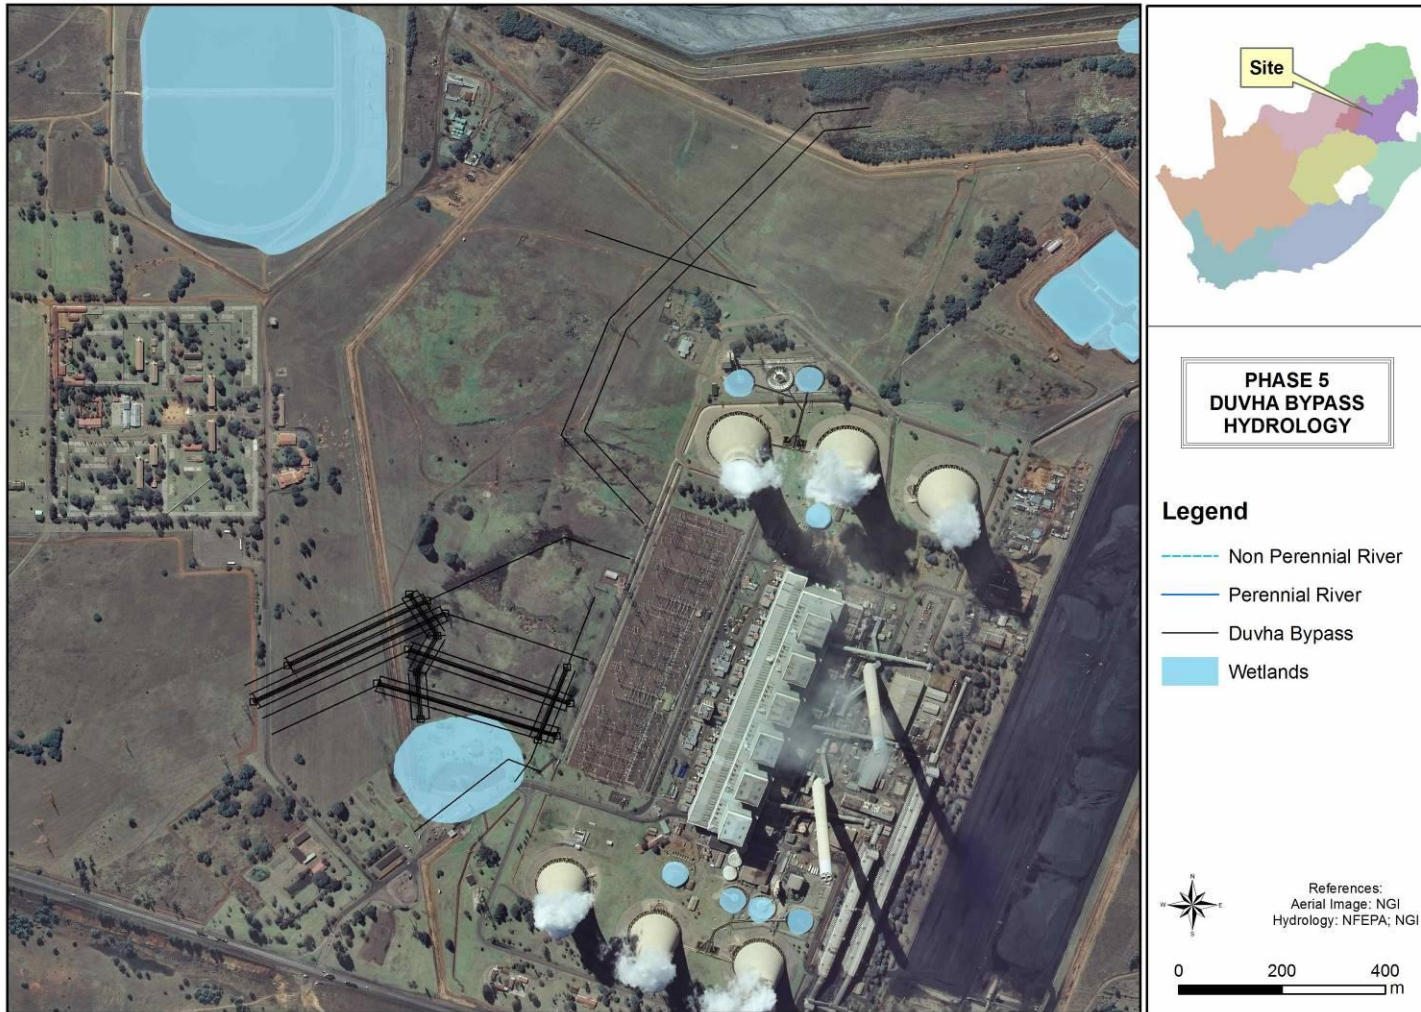 Site
PHASE 5
DUVHA BYPASS
HYDROLOGY
Legend
Non Perennial River
Perennial River
Duvha Bypass
Wetlands
N
W
E
S
References:
Aerial Image: NGI
Hydrology: NFEPA; NGI
0 200 400
m